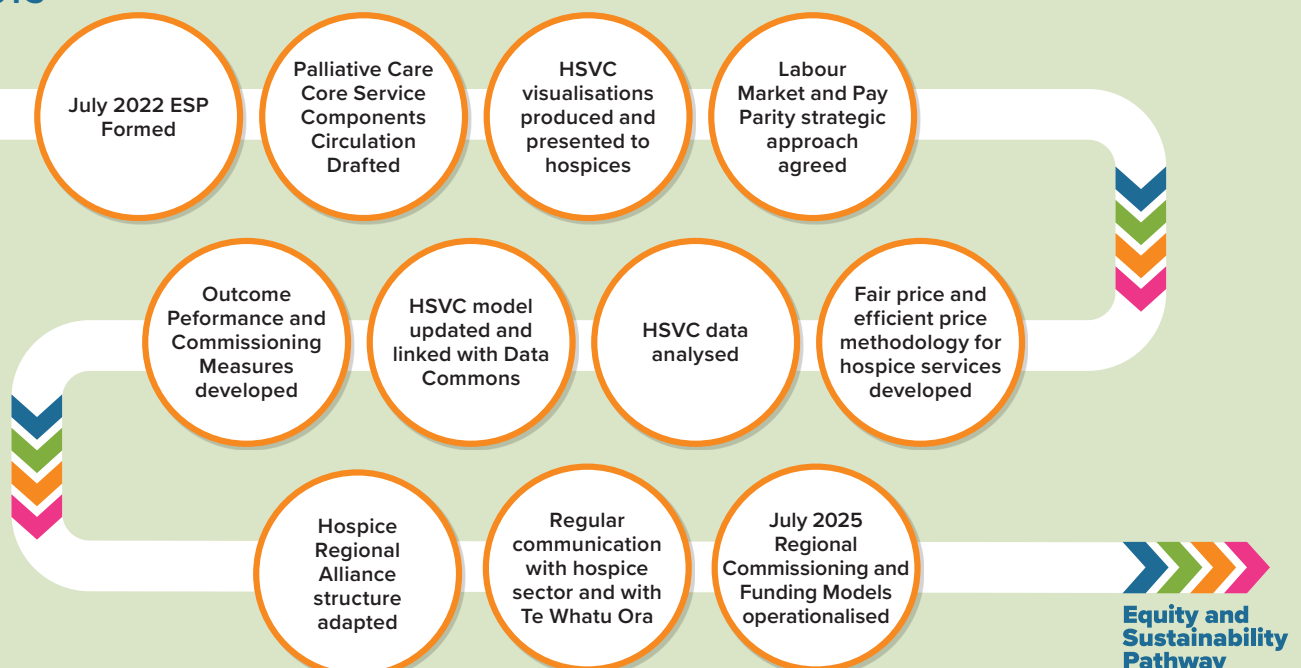 July 2022 ESP
Formed
Palliative Care
Core Service
Components
Circulation
Drafted
HSVC
visualisations
produced and
presented to
hospices
Labour
Market and Pay
Parity strategic
approach
agreed
Fair price and
efficient price
methodology for
hospice services
developed
HSVC data
analysed
HSVC model
updated and
linked with Data
Commons
Outcome
Peformance and
Commissioning
Measures
developed
Hospice
Regional
Alliance
structure
adapted
Regular
communication
with hospice
sector and with
Te Whatu Ora
July 2025
Regional
Commissioning and
Funding Models
operationalised
Equity and
Sustainability
Pathway